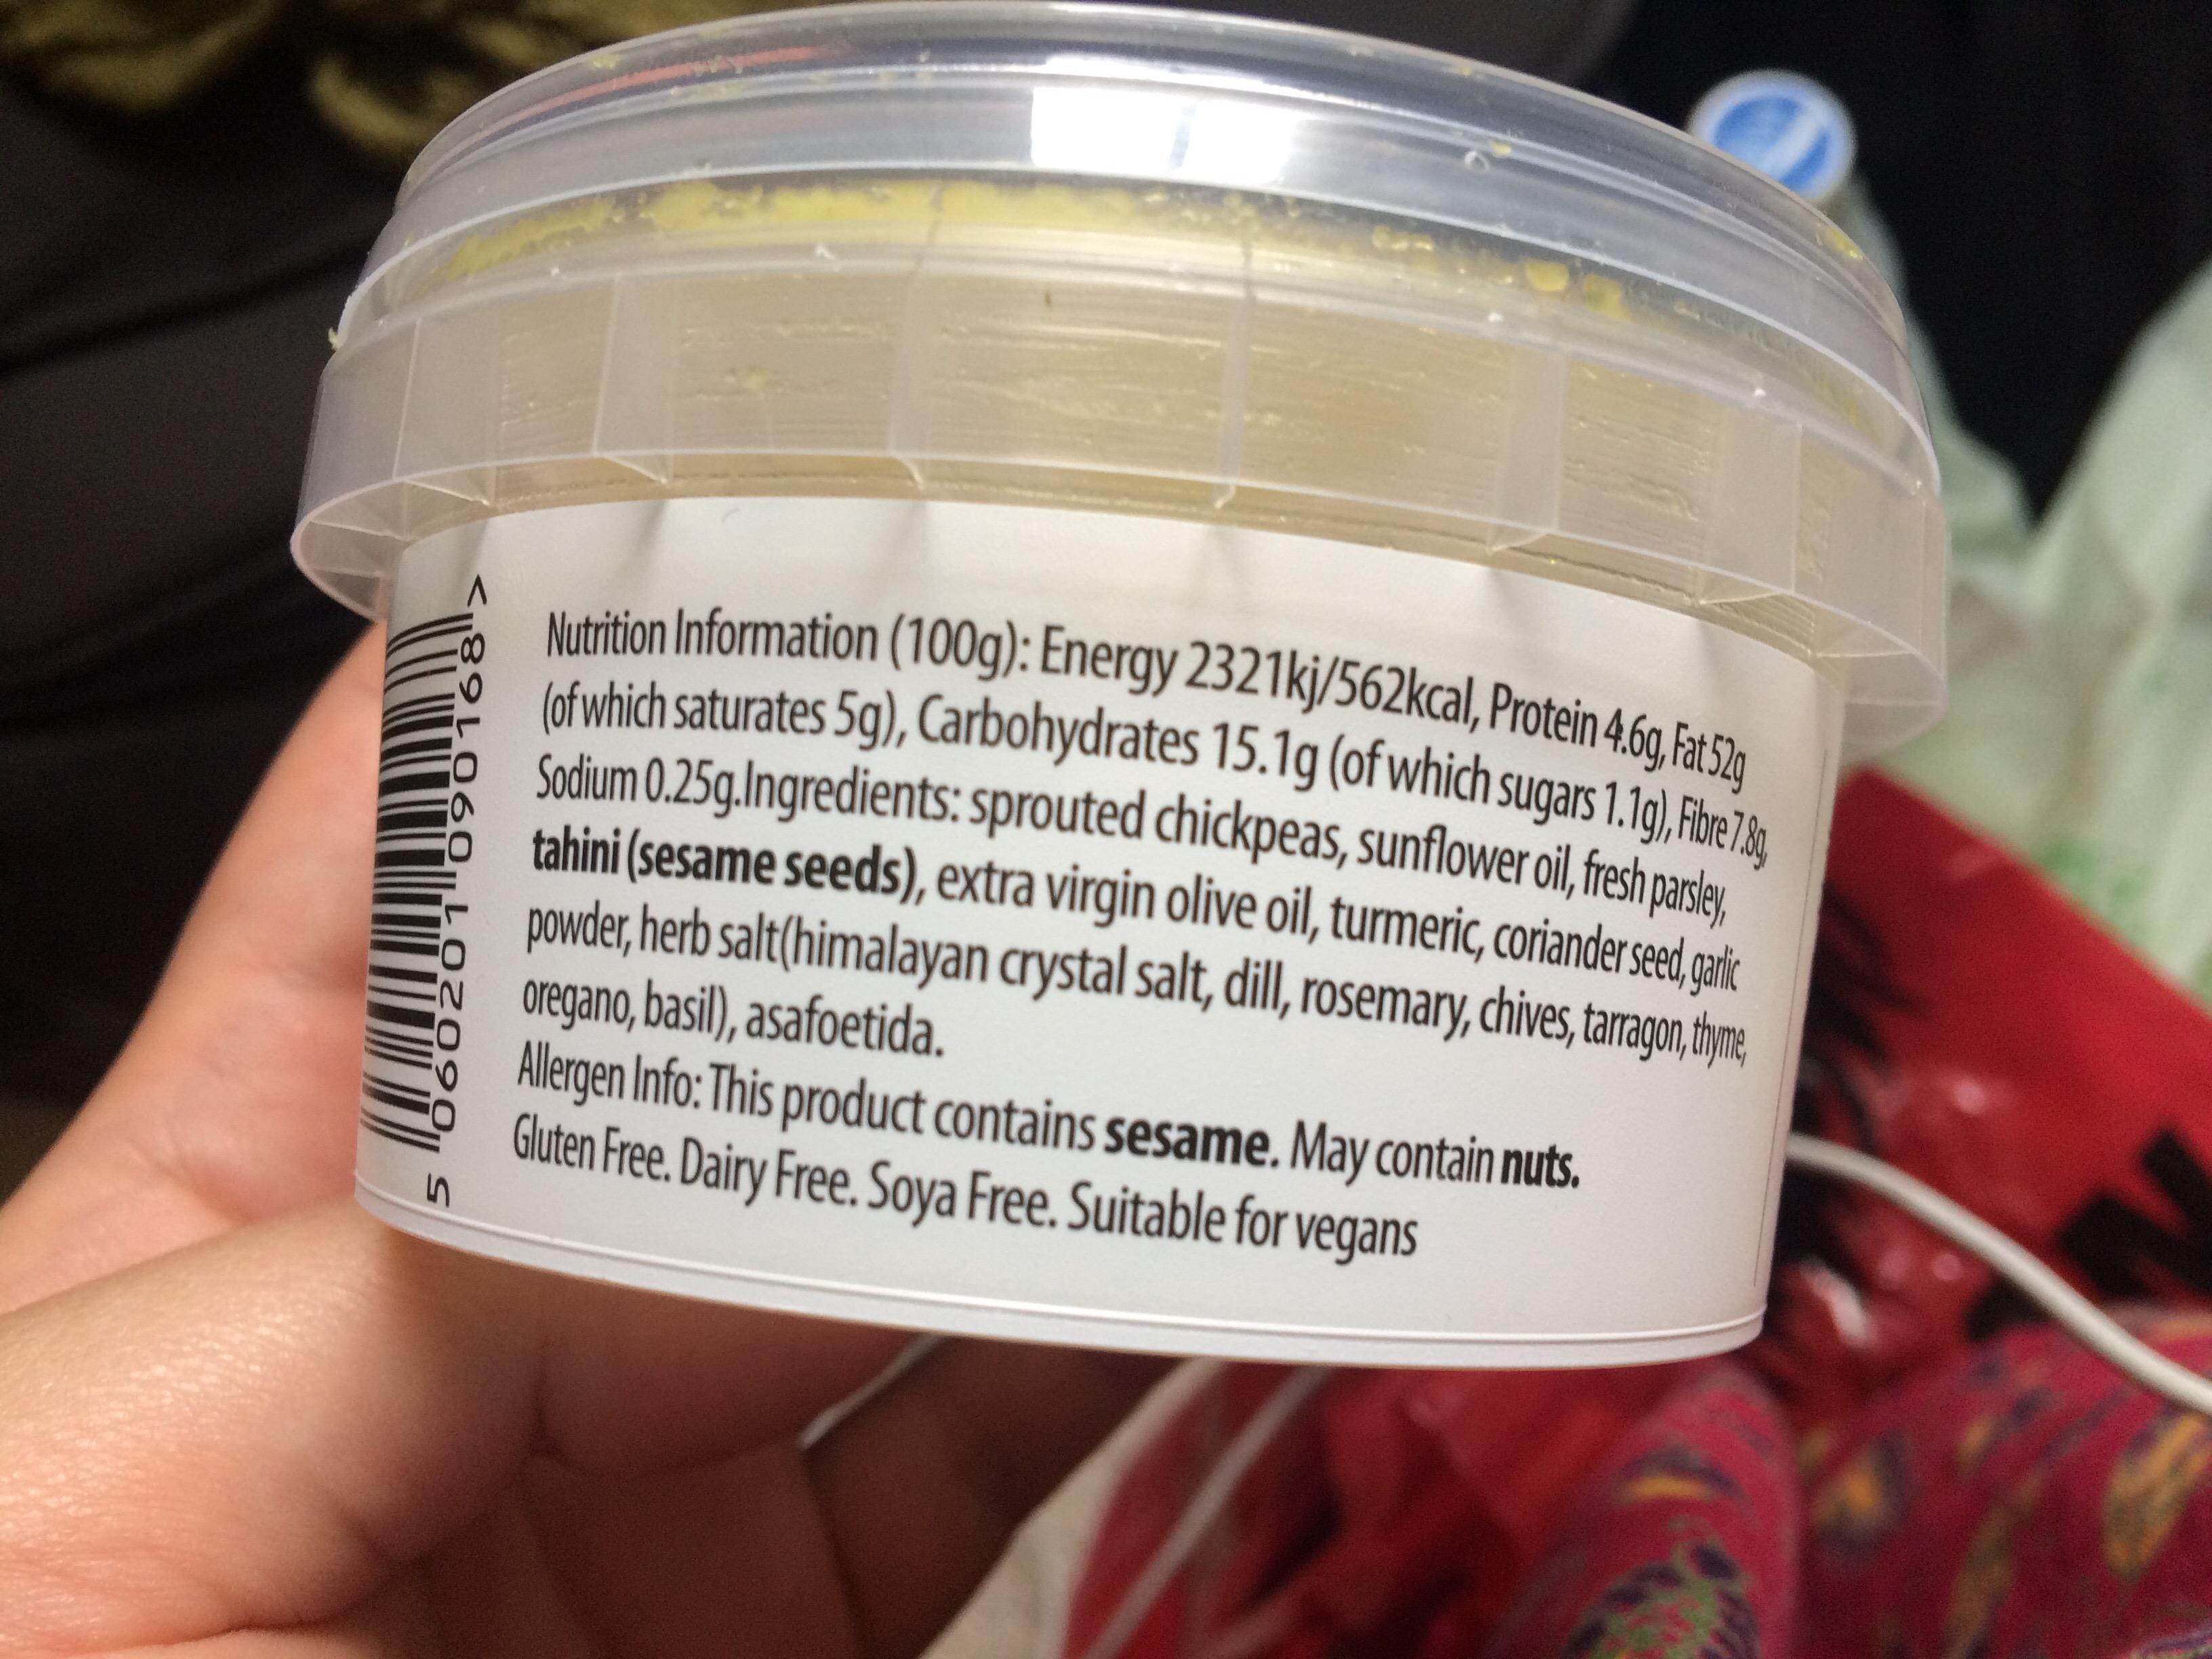 Nutrition Information (100g): Energy 2321kj/562kcal, Protein 4.6g, Fat 52g
(of which saturates 5g), Carbohydrates 15.1g (of which sugars 1.1g), Fibre 7.8g,
Sodium 0.25g.Ingredients: sprouted chickpeas, sunflower oil, fresh parsley,
tahini (sesame seeds), extra virgin olive oil, turmeric, coriander seed, garlic
powder, herb salt(himalayan crystal salt, dill, rosemary, chives, tarragon, thyme,
oregano, basil), asafoetida.
Allergen Info: This product contains sesame. May contain nuts.
Gluten Free. Dairy Free. Soya Free. Suitable for vegans
5 060201 090168 >